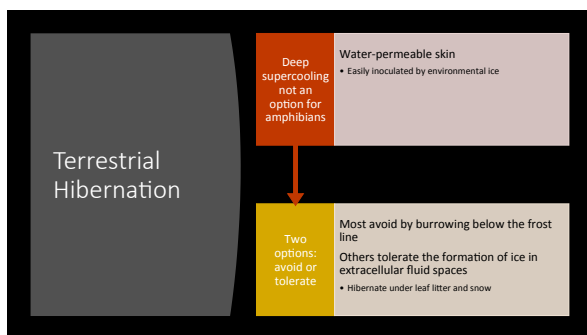 Terrestrial
Hibernation
Deep
supercooling
not an
option for
amphibians
Water-permeable skin
• Easily inoculated by environmental ice
Two
options:
avoid or
tolerate
Most avoid by burrowing below the frost
line
Others tolerate the formation of ice in
extracellular fluid spaces
• Hibernate under leaf litter and snow